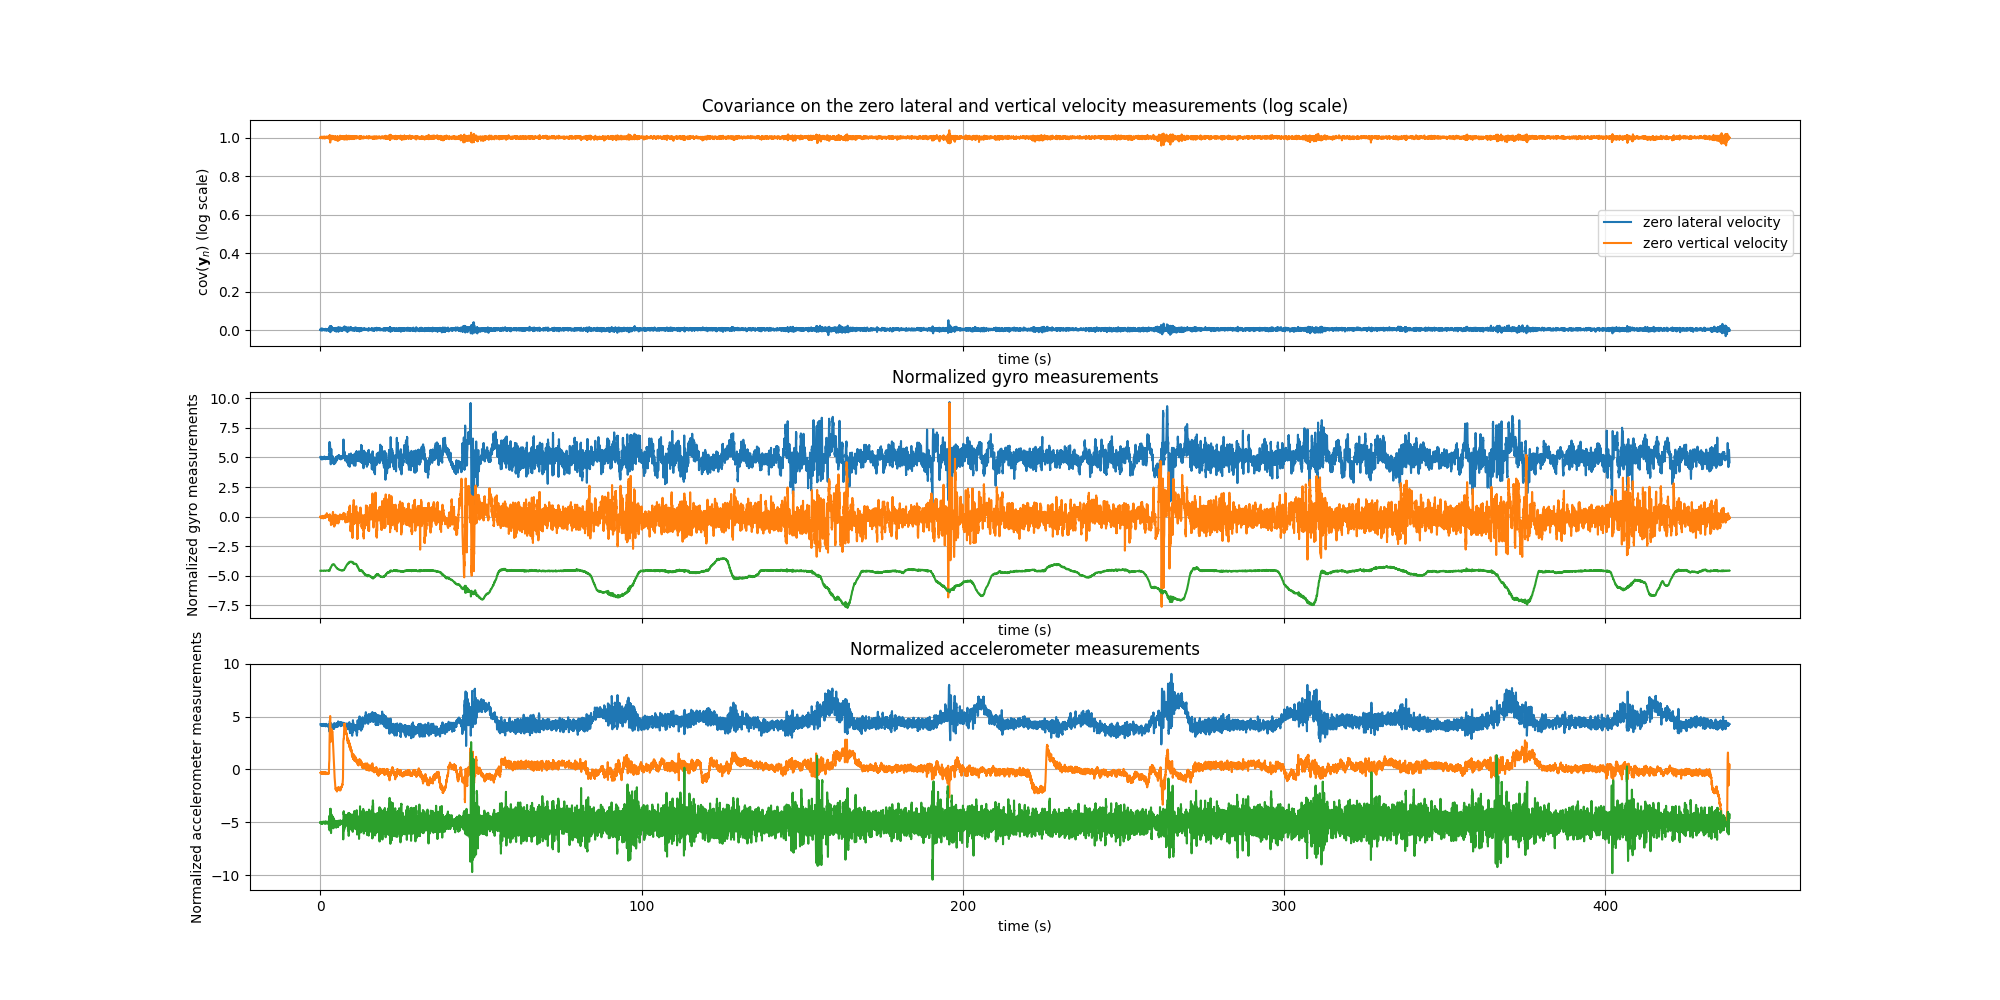 Covariance on the zero lateral and vertical velocity measurements (log scale)
cov(yₙ) (log scale)
1.0
0.8
0.6
0.4
0.2
0.0
zero lateral velocity
zero vertical velocity
time (s)
Normalized gyro measurements
Normalized gyro measurements
10.0
7.5
5.0
2.5
0.0
−2.5
−5.0
−7.5
time (s)
Normalized accelerometer measurements
Normalized accelerometer measurements
10
5
0
−5
−10
0 100 200 300 400
time (s)